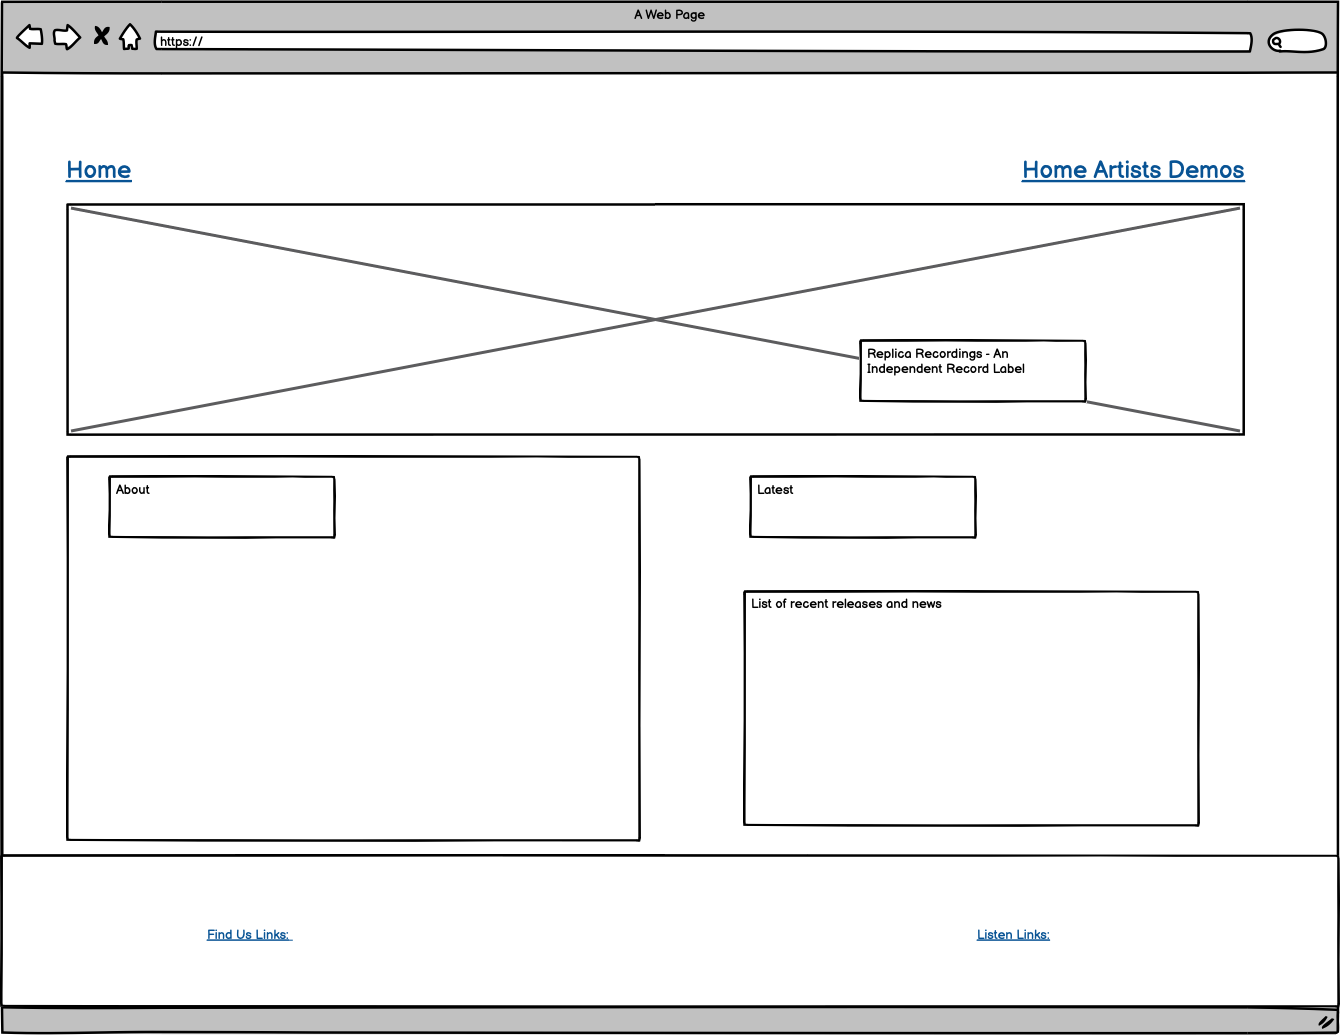 A Web Page
https://
Home
Home Artists Demos
Replica Recordings - An
Independent Record Label
About
Latest
List of recent releases and news
Find Us Links:
Listen Links: